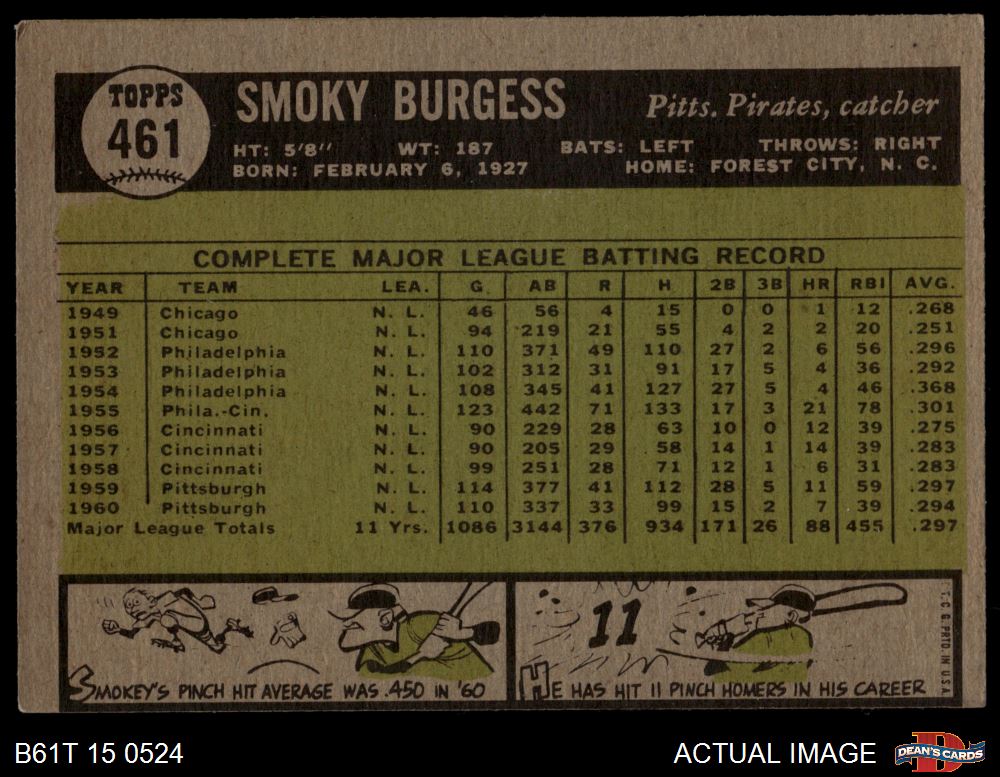 TOPPS
461
SMOKY BURGESS
Pitts. Pirates, catcher
HT: 5'8" WT: 187 BATS: LEFT THROWS: RIGHT
BORN: FEBRUARY 6, 1927 HOME: FOREST CITY, N. C.
COMPLETE MAJOR LEAGUE BATTING RECORD
YEAR TEAM LEA. G. AB R H 2B 3B HR RBI AVG.
1949 Chicago N. L. 46 56 4 15 0 0 1 12 .268
1951 Chicago N. L. 94 219 21 55 4 2 2 20 .251
1952 Philadelphia N. L. 110 371 49 110 27 2 6 56 .296
1953 Philadelphia N. L. 102 312 31 91 17 5 4 36 .292
1954 Philadelphia N. L. 108 345 41 127 27 5 4 46 .368
1955 Phila.-Cin. N. L. 123 442 71 133 17 3 21 78 .301
1956 Cincinnati N. L. 90 229 28 63 10 0 12 39 .275
1957 Cincinnati N. L. 90 205 29 58 14 1 14 39 .283
1958 Cincinnati N. L. 99 251 28 71 12 1 6 31 .283
1959 Pittsburgh N. L. 114 377 41 112 28 5 11 59 .297
1960 Pittsburgh N. L. 110 337 33 99 15 2 7 39 .294
Major League Totals 11 Yrs. 1086 3144 376 934 171 26 88 455 .297
SMOKEY'S PINCH HIT AVERAGE WAS .450 IN '60
11
HE HAS HIT 11 PINCH HOMERS IN HIS CAREER
T.C.G. PRTD. IN U.S.A.
B61T 15 0524
ACTUAL IMAGE
D
DEAN'S CARDS